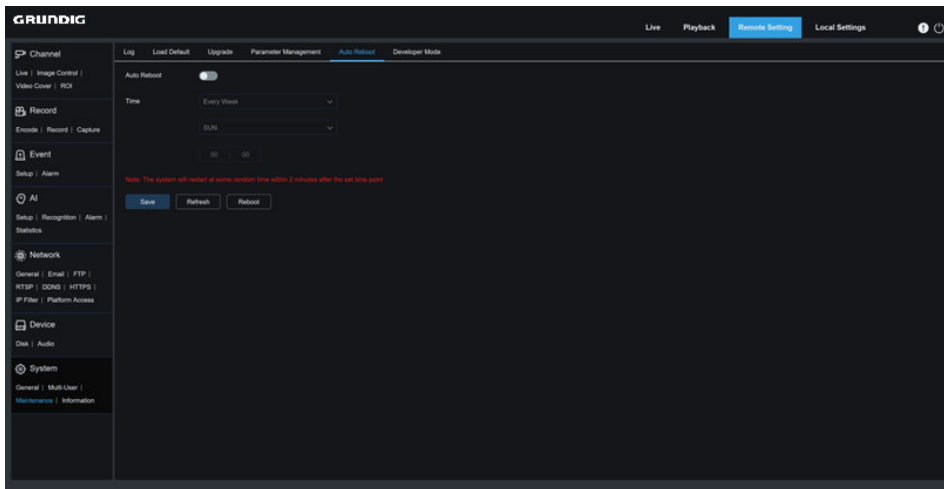 GRUNDIG
Live Playback Remote Setting Local Settings
Channel
Live | Image Control |
Video Cover | ROI
Record
Encode | Record | Capture
Event
Setup | Alarm
AI
Setup | Recognition | Alarm |
Statistics
Network
General | Email | FTP |
RTSP | DDNS | HTTPS |
IP Filter | Platform Access
Device
Disk | Audio
System
General | Multi-User |
Maintenance | Information
Log Load Default Upgrade Parameter Management Auto Reboot Developer Mode
Auto Reboot
Time Every Week
SUN
00 : 00
Note: The system will restart at some random time within 2 minutes after the set time point
Save Refresh Reboot